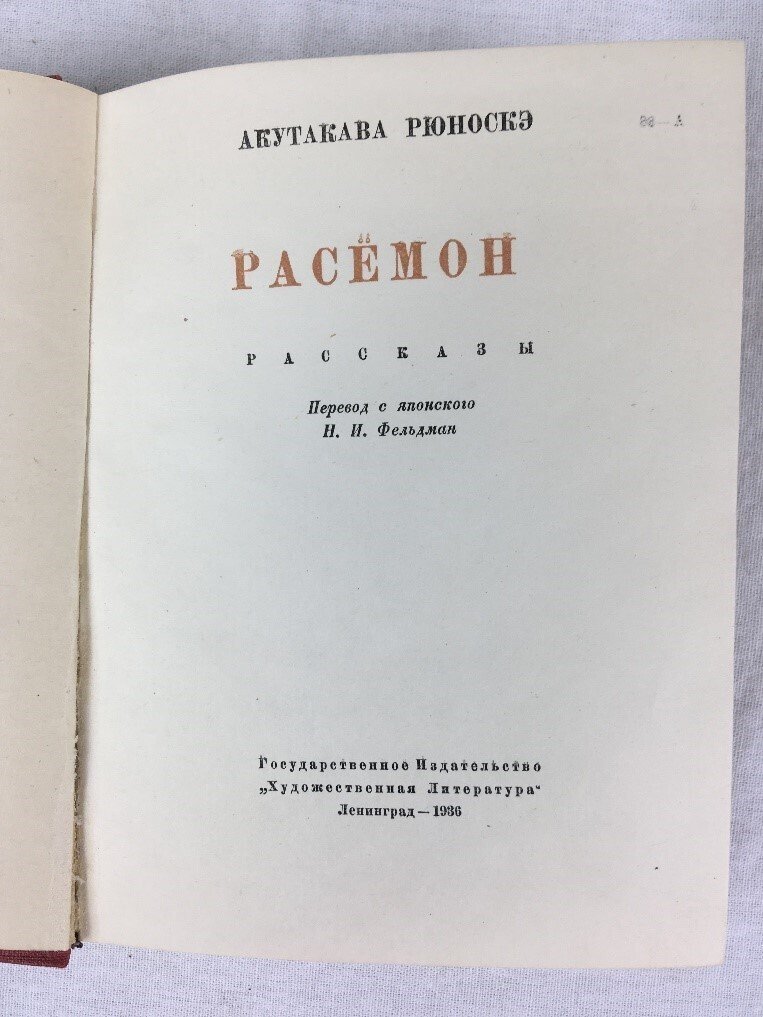 АКУТАКАВА РЮНОСКЭ
РАСЁМОН
РАССКАЗЫ
Перевод с японского
Н. И. Фельдман
Государственное Издательство
„Художественная Литература“
Ленинград — 1936